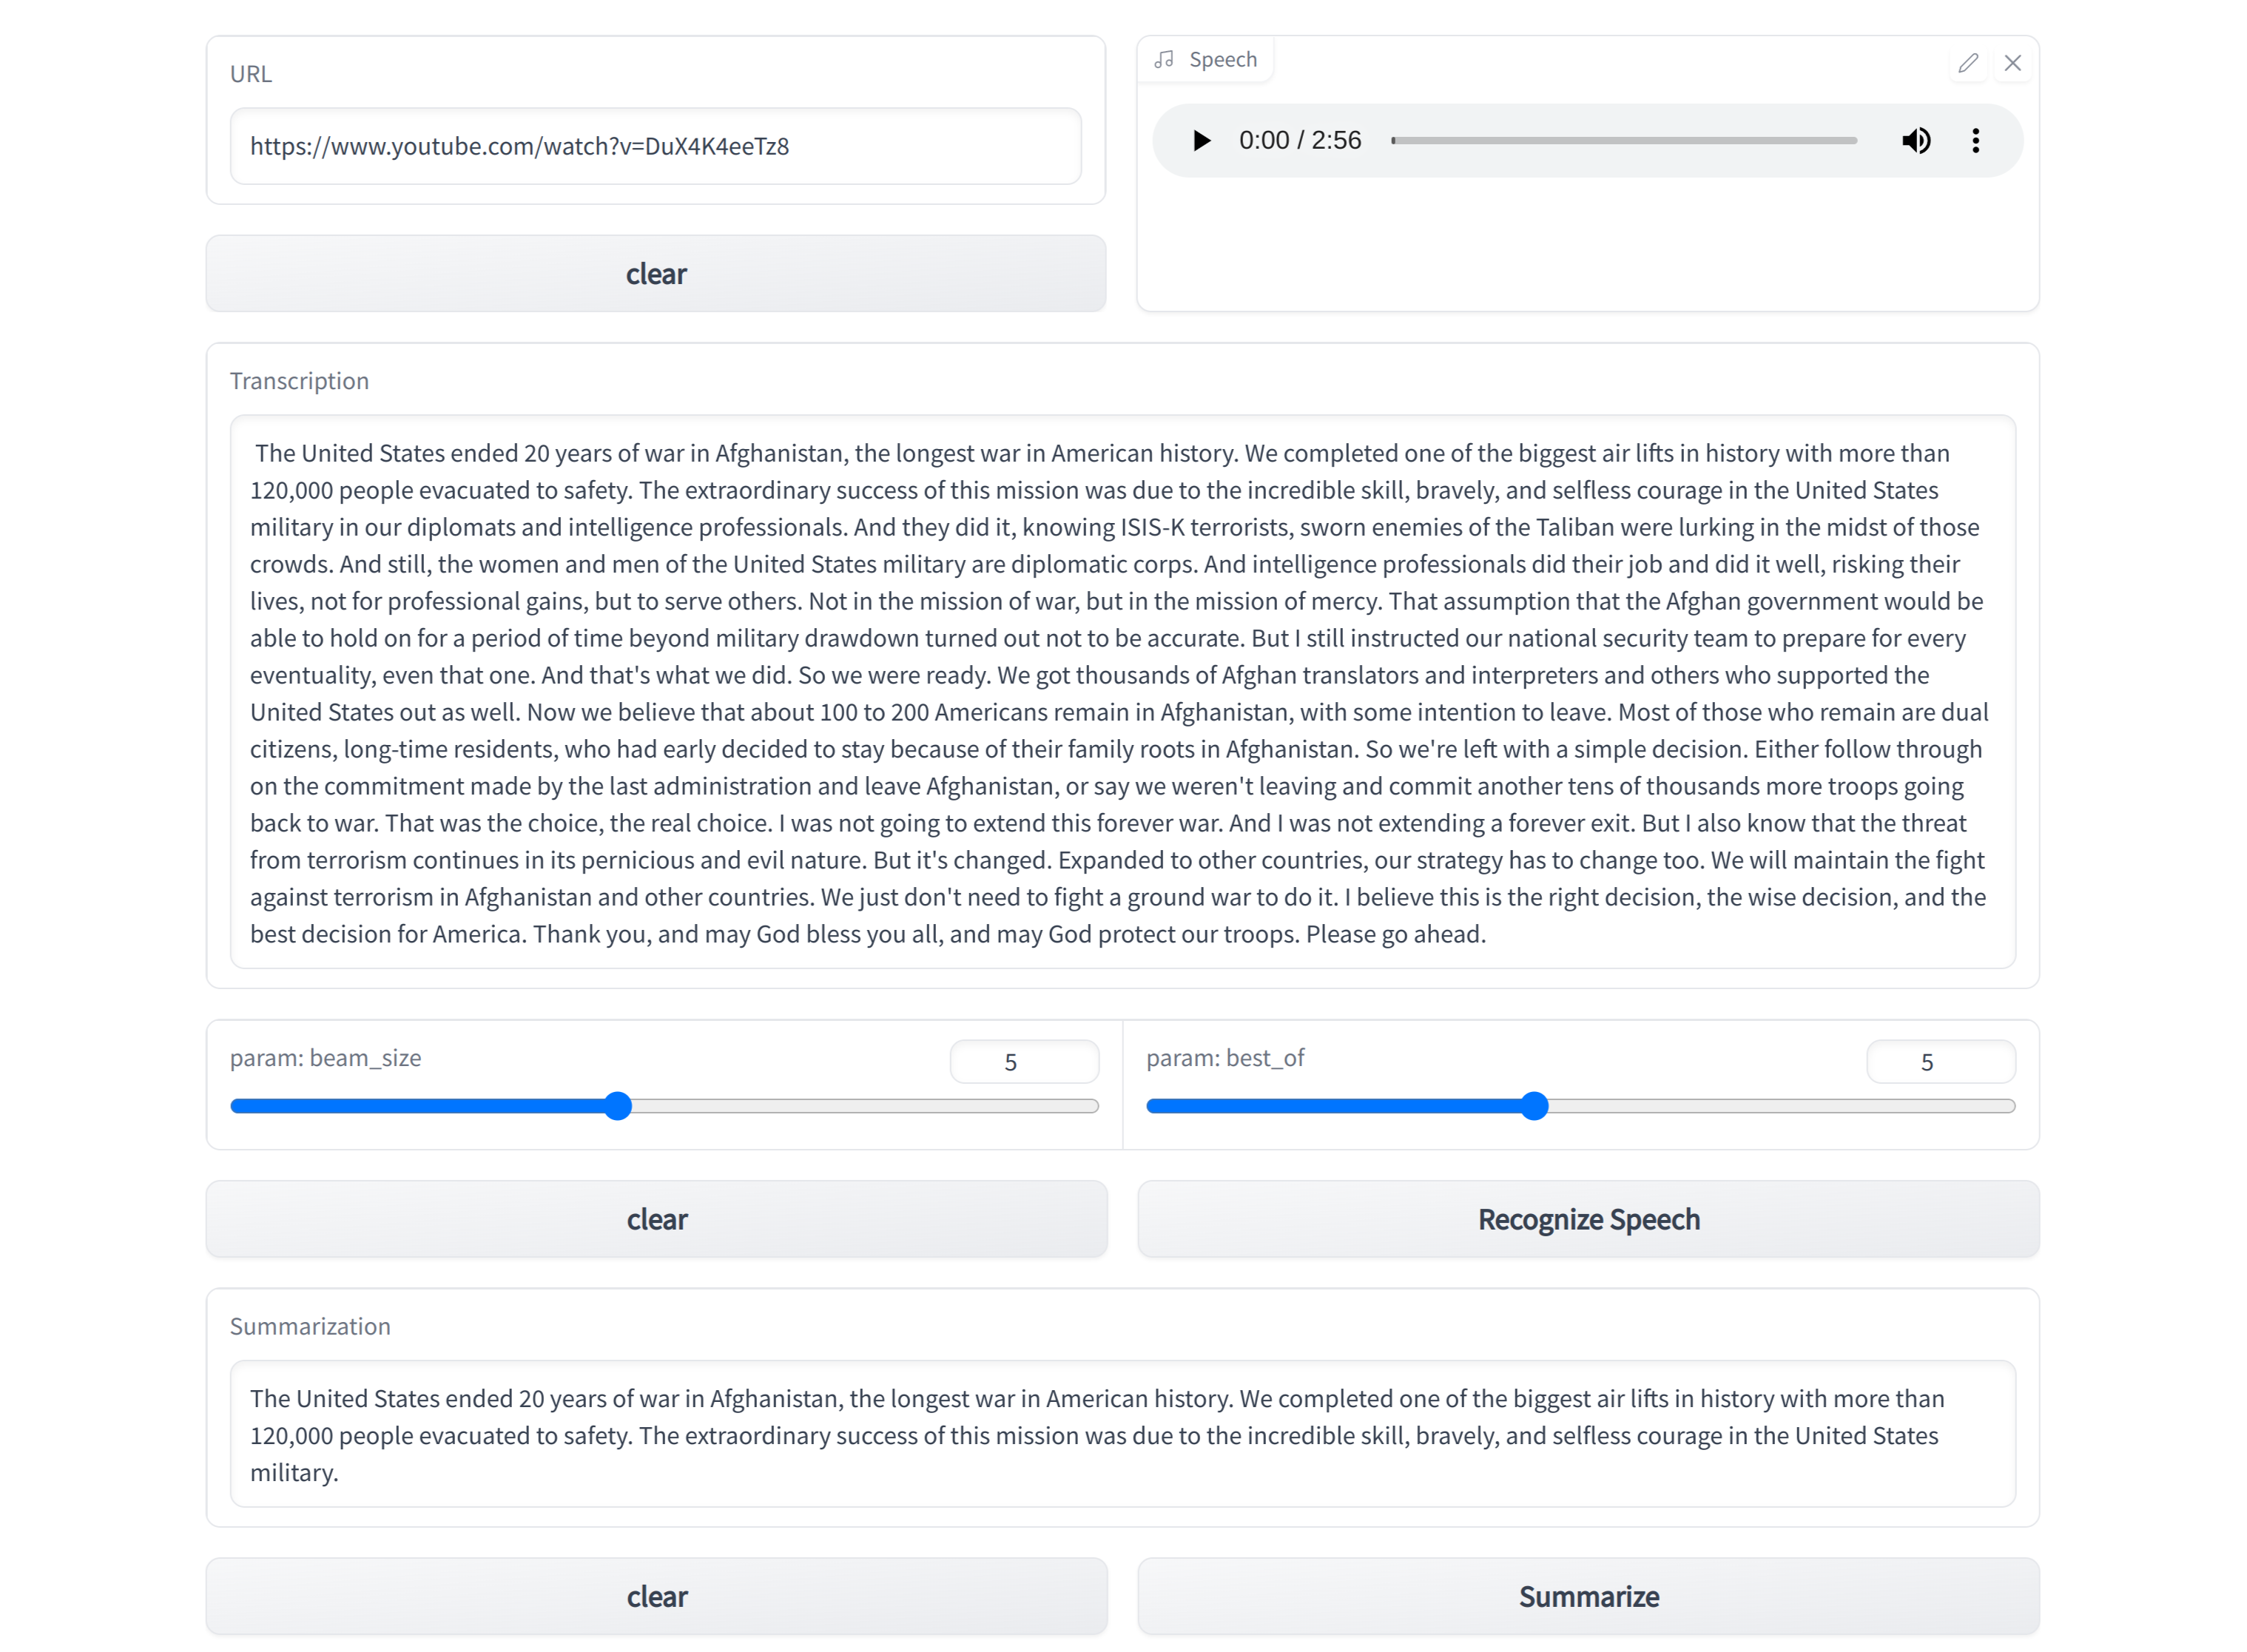 URL
https://www.youtube.com/watch?v=DuX4K4eeTz8
Speech
0:00 / 2:56
clear
Transcription
The United States ended 20 years of war in Afghanistan, the longest war in American history. We completed one of the biggest air lifts in history with more than
120,000 people evacuated to safety. The extraordinary success of this mission was due to the incredible skill, bravely, and selfless courage in the United States
military in our diplomats and intelligence professionals. And they did it, knowing ISIS-K terrorists, sworn enemies of the Taliban were lurking in the midst of those
crowds. And still, the women and men of the United States military are diplomatic corps. And intelligence professionals did their job and did it well, risking their
lives, not for professional gains, but to serve others. Not in the mission of war, but in the mission of mercy. That assumption that the Afghan government would be
able to hold on for a period of time beyond military drawdown turned out not to be accurate. But I still instructed our national security team to prepare for every
eventuality, even that one. And that's what we did. So we were ready. We got thousands of Afghan translators and interpreters and others who supported the
United States out as well. Now we believe that about 100 to 200 Americans remain in Afghanistan, with some intention to leave. Most of those who remain are dual
citizens, long-time residents, who had early decided to stay because of their family roots in Afghanistan. So we're left with a simple decision. Either follow through
on the commitment made by the last administration and leave Afghanistan, or say we weren't leaving and commit another tens of thousands more troops going
back to war. That was the choice, the real choice. I was not going to extend this forever war. And I was not extending a forever exit. But I also know that the threat
from terrorism continues in its pernicious and evil nature. But it's changed. Expanded to other countries, our strategy has to change too. We will maintain the fight
against terrorism in Afghanistan and other countries. We just don't need to fight a ground war to do it. I believe this is the right decision, the wise decision, and the
best decision for America. Thank you, and may God bless you all, and may God protect our troops. Please go ahead.
param: beam_size
5
param: best_of
5
clear
Recognize Speech
Summarization
The United States ended 20 years of war in Afghanistan, the longest war in American history. We completed one of the biggest air lifts in history with more than
120,000 people evacuated to safety. The extraordinary success of this mission was due to the incredible skill, bravely, and selfless courage in the United States
military.
clear
Summarize